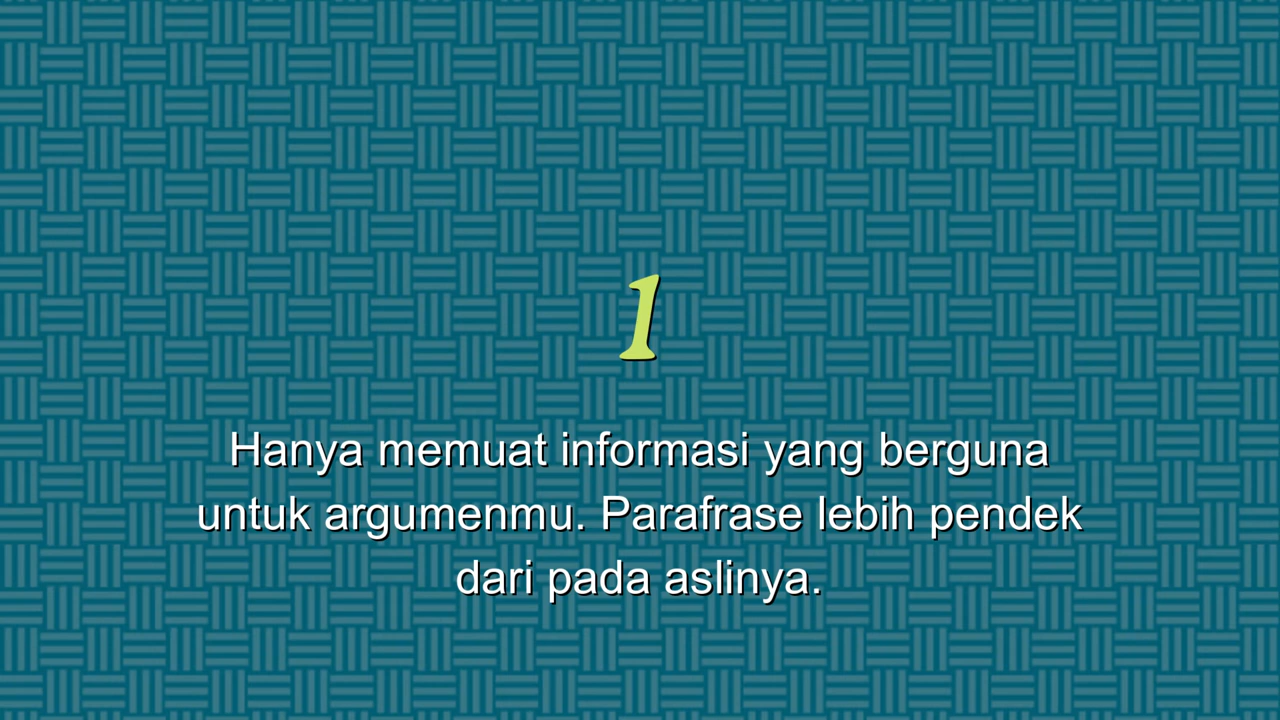 1
Hanya memuat informasi yang berguna
untuk argumenmu. Parafrase lebih pendek
dari pada aslinya.